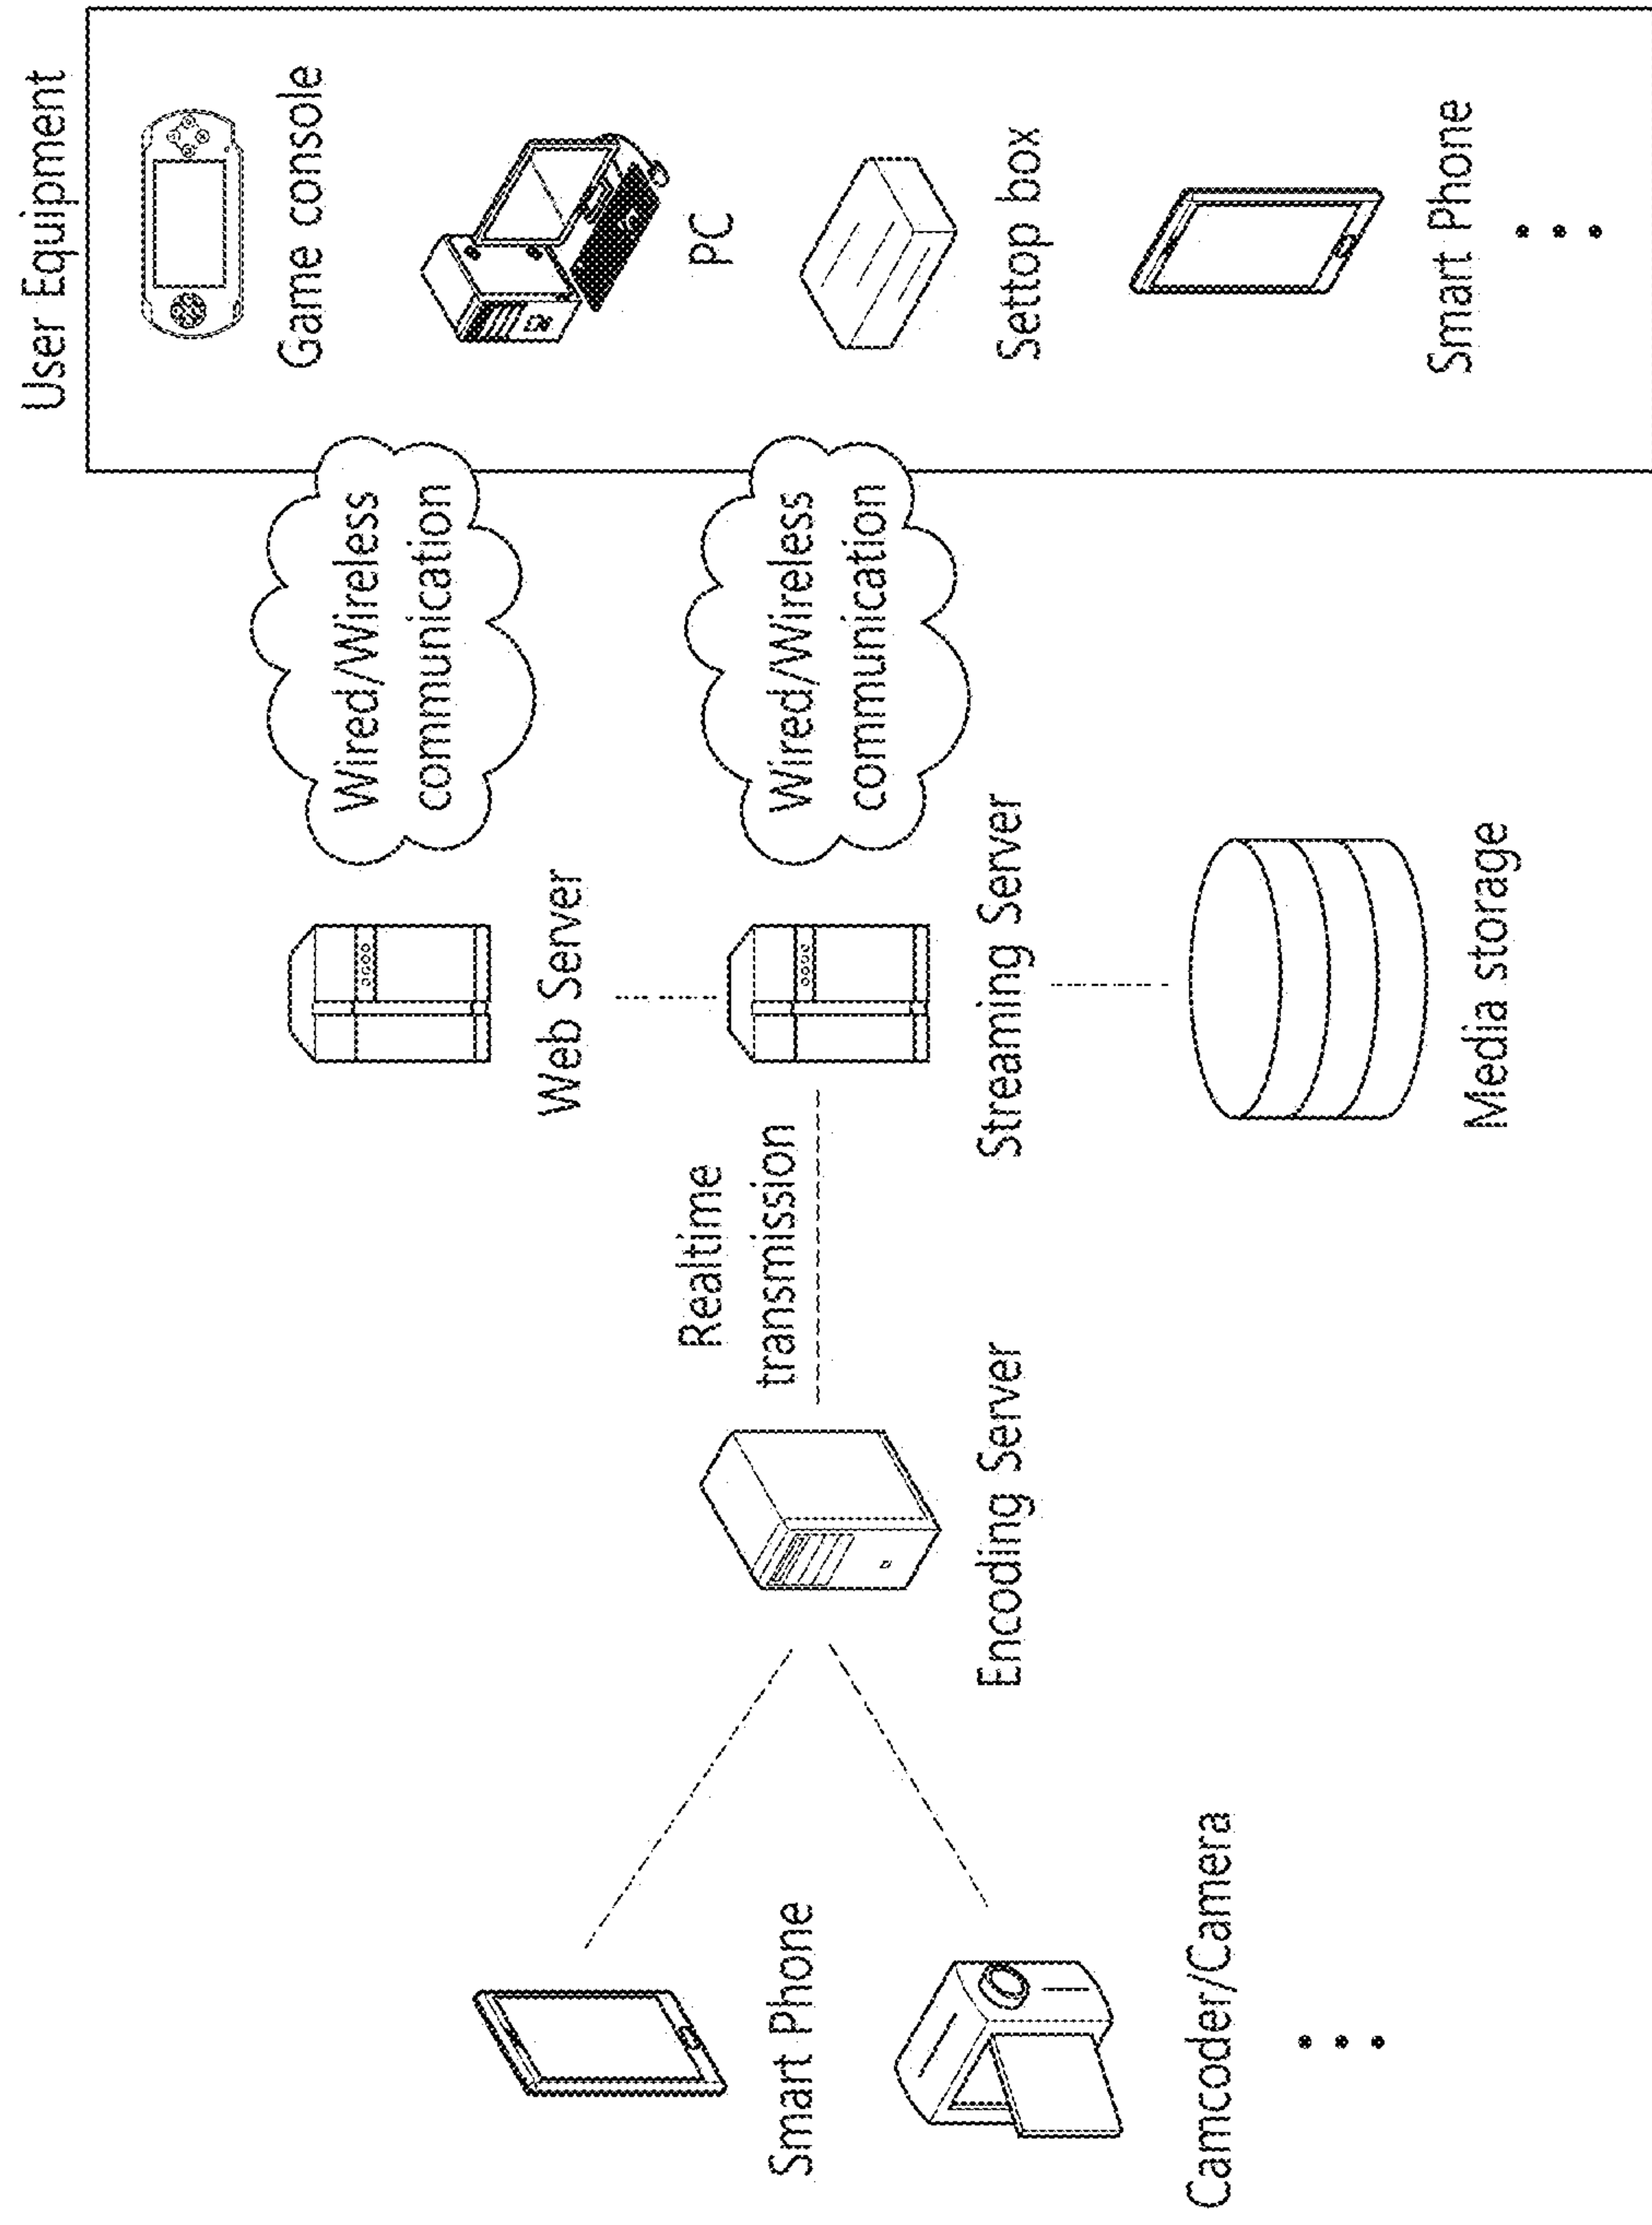 User Equipment
Game console
PC
Settop box
Smart Phone
Wired/Wireless
communication
Wired/Wireless
communication
Web Server
Streaming Server
Media storage
Realtime
transmission
Encoding Server
Smart Phone
Camcoder/Camera